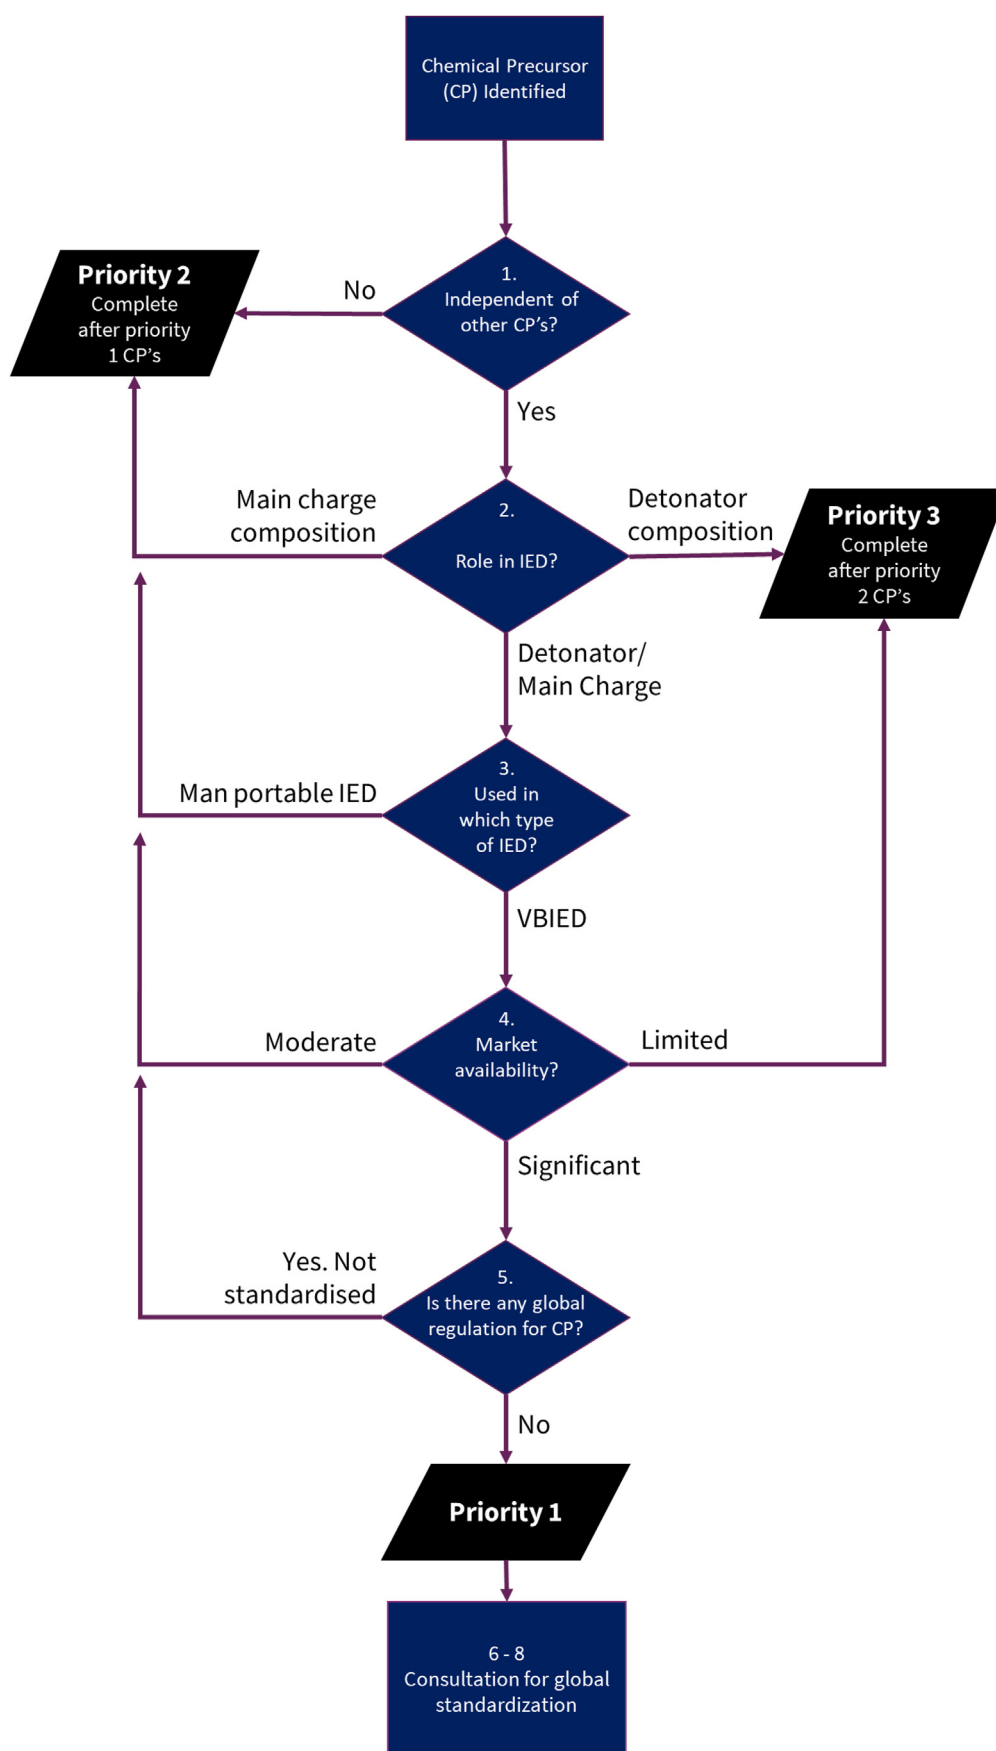 Chemical Precursor
(CP) Identified
1.
Independent of
other CP's?
No
Priority 2
Complete
after priority
1 CP's
Yes
2.
Role in IED?
Main charge
composition
Detonator
composition
Priority 3
Complete
after priority
2 CP's
Detonator/
Main Charge
3.
Used in
which type
of IED?
Man portable IED
VBIED
4.
Market
availability?
Moderate
Limited
Significant
5.
Is there any global
regulation for CP?
Yes. Not
standardised
No
Priority 1
6 - 8
Consultation for global
standardization